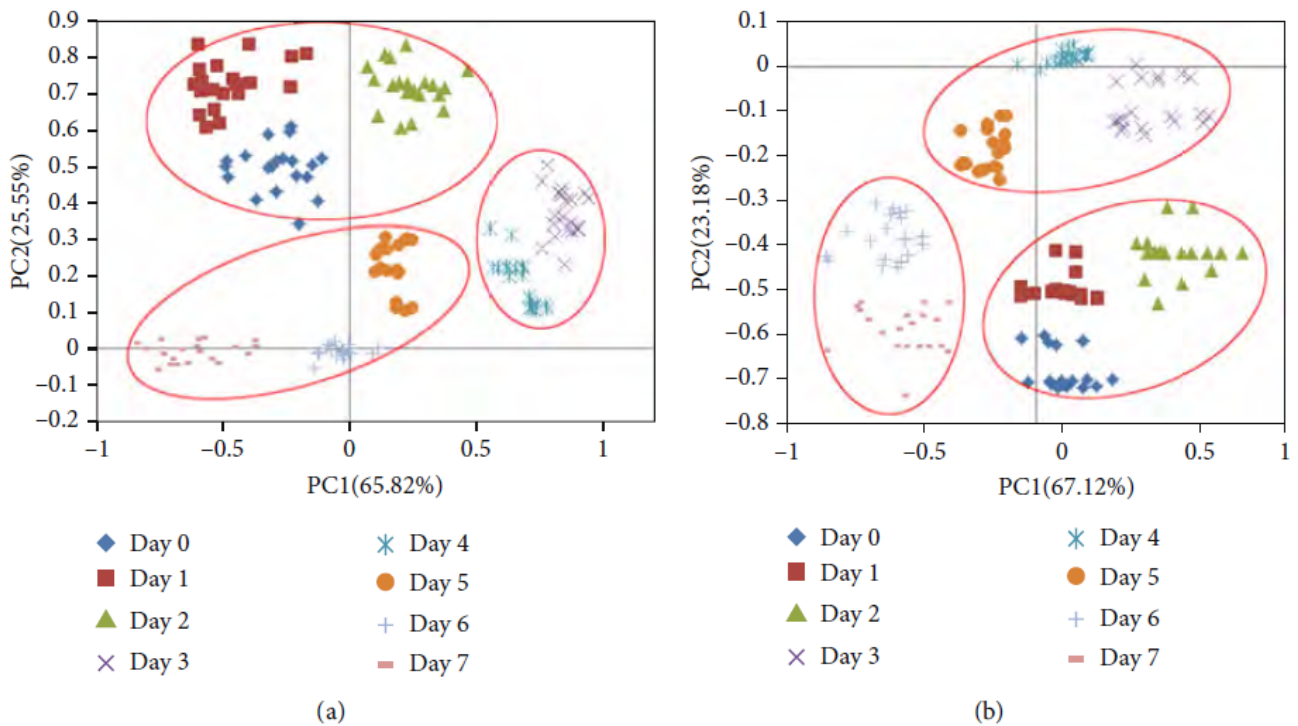 0.9
0.8
0.7
0.6
0.5
0.4
0.3
0.2
0.1
0
–0.1
–0.2
PC2(25.55%)
–1
–0.5
0
0.5
1
PC1(65.82%)
Day 0
Day 1
Day 2
Day 3
Day 4
Day 5
Day 6
Day 7
(a)
0.1
0
–0.1
–0.2
–0.3
–0.4
–0.5
–0.6
–0.7
–0.8
PC2(23.18%)
–1
–0.5
0
0.5
1
PC1(67.12%)
Day 0
Day 1
Day 2
Day 3
Day 4
Day 5
Day 6
Day 7
(b)